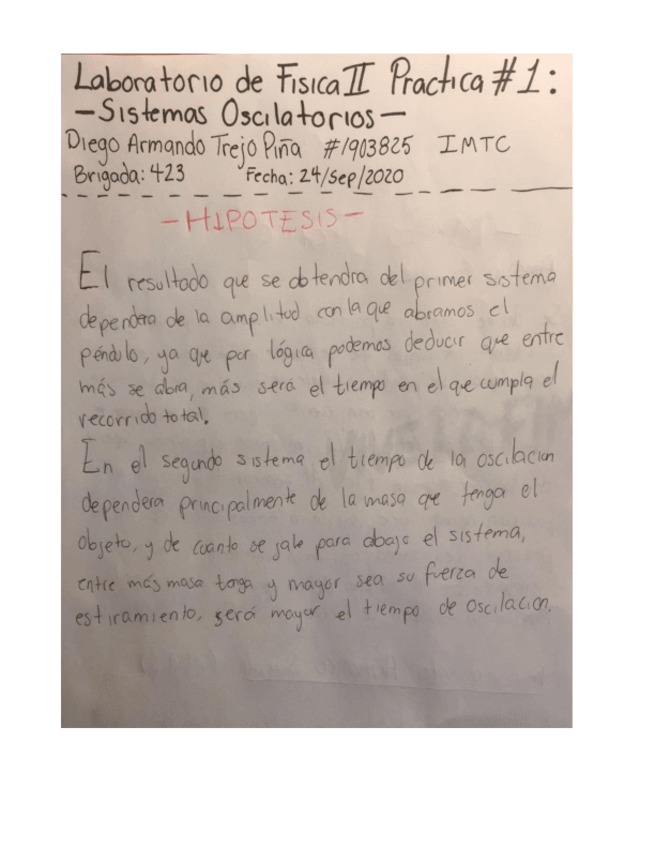 Laboratorio de Fisica II Practica #1:
-Sistemas Oscilatorios-
Diego Armando Trejo Piña #1903825 IMTC
Brigada: 423 Fecha: 24/Sep/2020
-HIPOTESIS-
El resultado que se obtendra del primer sistema
dependera de la amplitud con la que abramos el
péndulo, ya que por lógica podemos deducir que entre
más se abra, más será el tiempo en el que cumpla el
recorrido total.
En el segundo sistema el tiempo de la oscilacion
dependera principalmente de la masa que tenga el
objeto, y de cuanto se jale para abajo el sistema,
entre más masa tenga y mayor sea su fuerza de
estiramiento, será mayor el tiempo de oscilacion.